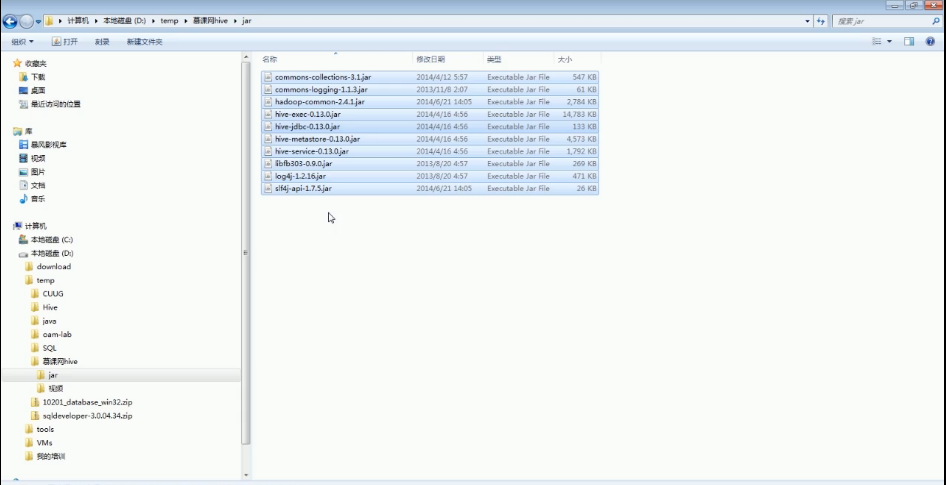 计算机 本地磁盘 (D:) temp 慕课网hive jar 搜索 jar
组织 打开 刻录 新建文件夹
名称 修改日期 类型 大小
commons-collections-3.1.jar 2014/4/12 5:57 Executable Jar File 547 KB
commons-logging-1.1.3.jar 2013/11/8 2:07 Executable Jar File 61 KB
hadoop-common-2.4.1.jar 2014/6/21 14:05 Executable Jar File 2,784 KB
hive-exec-0.13.0.jar 2014/4/16 4:56 Executable Jar File 14,783 KB
hive-jdbc-0.13.0.jar 2014/4/16 4:56 Executable Jar File 133 KB
hive-metastore-0.13.0.jar 2014/4/16 4:56 Executable Jar File 4,573 KB
hive-service-0.13.0.jar 2014/4/16 4:56 Executable Jar File 1,792 KB
libfb303-0.9.0.jar 2013/8/20 4:57 Executable Jar File 269 KB
log4j-1.2.16.jar 2013/8/20 4:57 Executable Jar File 471 KB
slf4j-api-1.7.5.jar 2014/6/21 14:05 Executable Jar File 26 KB
收藏夹
下载
桌面
最近访问的位置
库
暴风影视库
视频
图片
文档
音乐
计算机
本地磁盘 (C:)
本地磁盘 (D:)
download
temp
CUUG
Hive
java
oam-lab
SQL
慕课网hive
jar
视频
10201_database_win32.zip
sqldeveloper-3.0.04.34.zip
tools
VMs
我的培训